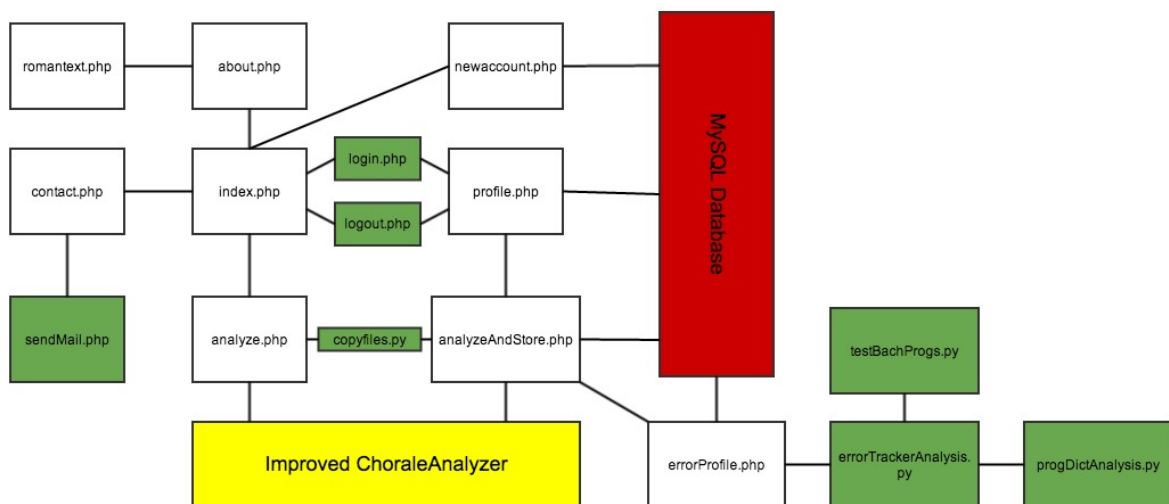 romantext.php
about.php
newaccount.php
MySQL Database
login.php
contact.php
index.php
profile.php
logout.php
sendMail.php
analyze.php
copyfiles.py
analyzeAndStore.php
testBachProgs.py
Improved ChoraleAnalyzer
errorProfile.php
errorTrackerAnalysis.
py
progDictAnalysis.py